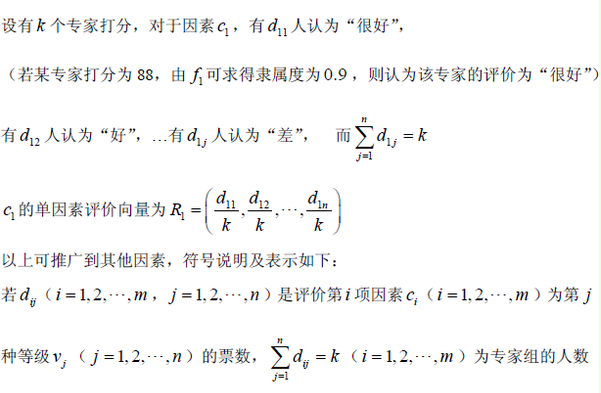 设有 $k$ 个专家打分，对于因素 $c_1$，有 $d_{11}$ 人认为“很好”，
（若某专家打分为 88，由 $f_1$ 可求得隶属度为 0.9，则认为该专家的评价为“很好”）
有 $d_{12}$ 人认为“好”，…有 $d_{1j}$ 人认为“差”， 而 $\sum_{j=1}^{n} d_{1j} = k$
$c_1$ 的单因素评价向量为 $R_1 = \left( \frac{d_{11}}{k}, \frac{d_{12}}{k}, \cdots, \frac{d_{1n}}{k} \right)$
以上可推广到其他因素，符号说明及表示如下：
若 $d_{ij}$（$i = 1, 2, \cdots, m$，$j = 1, 2, \cdots, n$）是评价第 $i$ 项因素 $c_i$（$i = 1, 2, \cdots, m$）为第 $j$
种等级 $v_j$（$j = 1, 2, \cdots, n$）的票数，$\sum_{j=1}^{n} d_{ij} = k$（$i = 1, 2, \cdots, m$）为专家组的人数